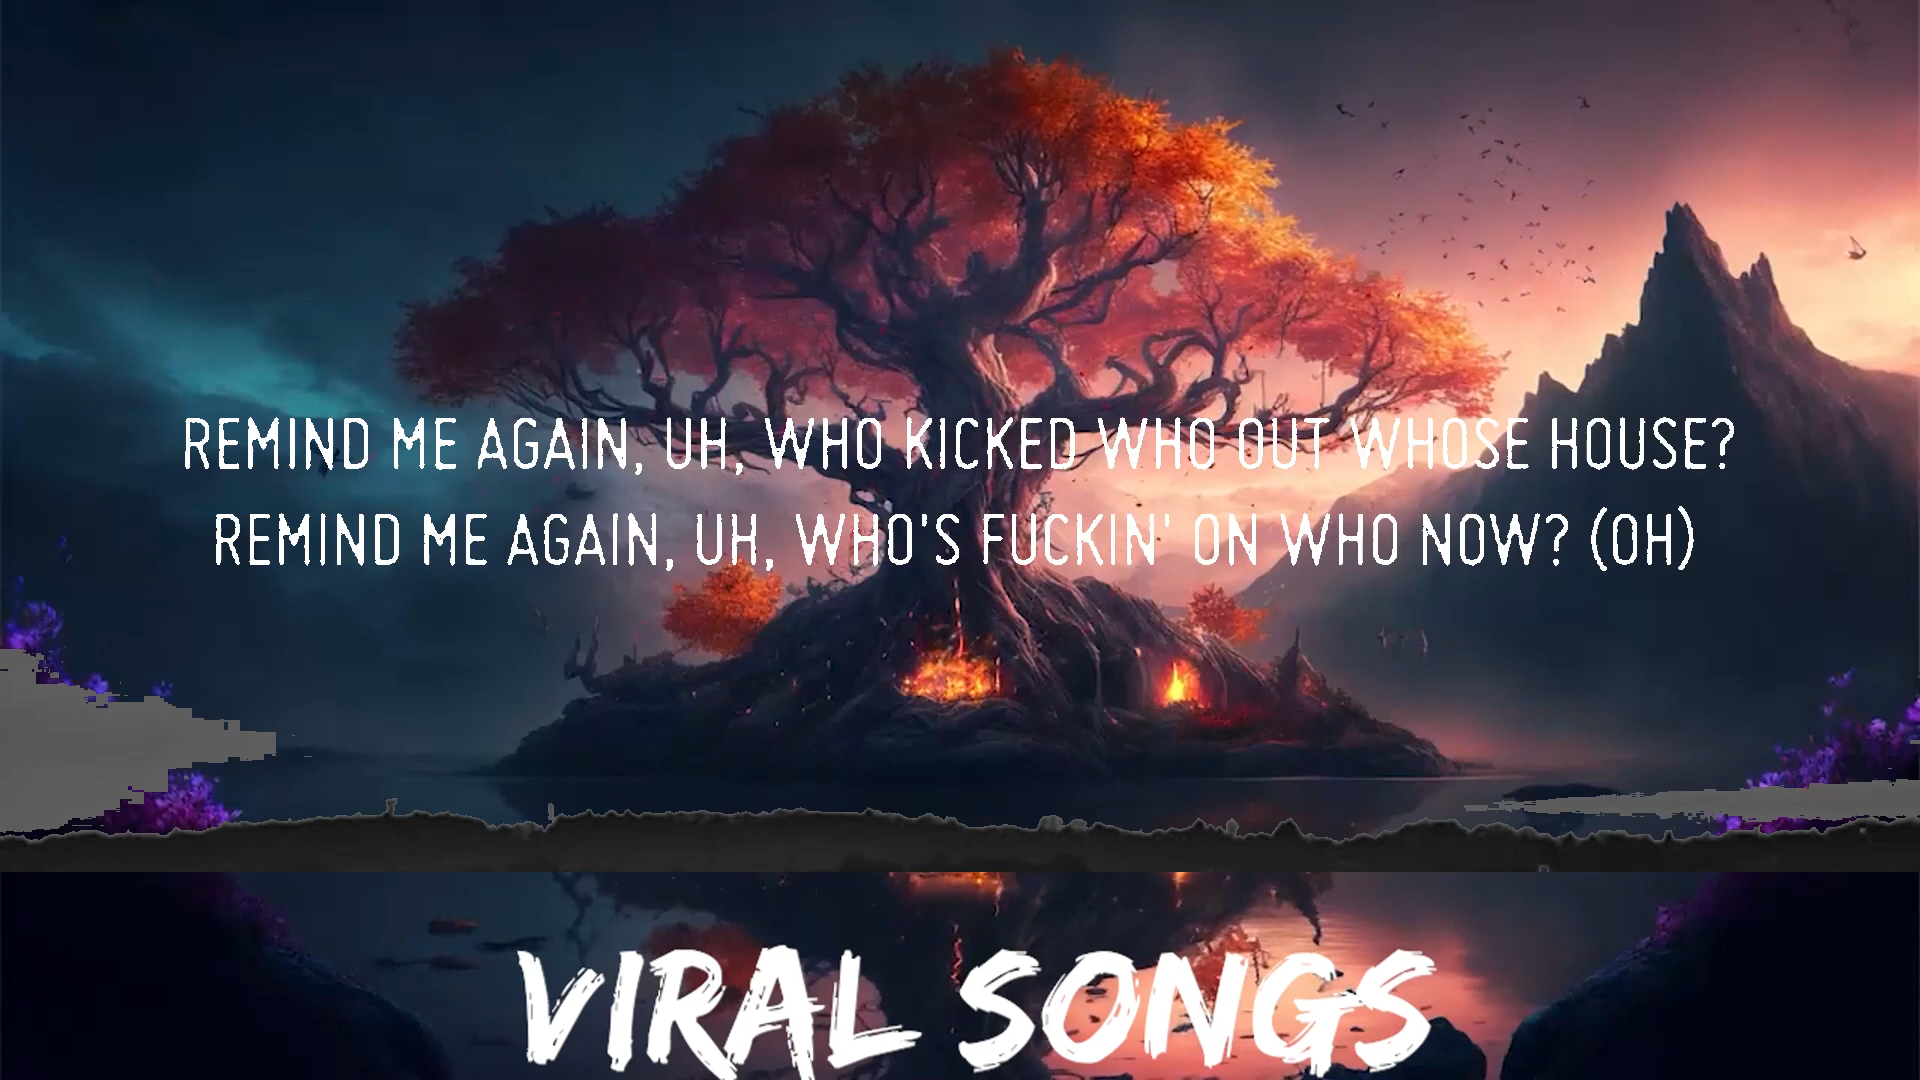 REMIND ME AGAIN, UH, WHO KICKED WHO OUT WHOSE HOUSE?
REMIND ME AGAIN, UH, WHO'S FUCKIN' ON WHO NOW? (OH)
VIRAL SONGS